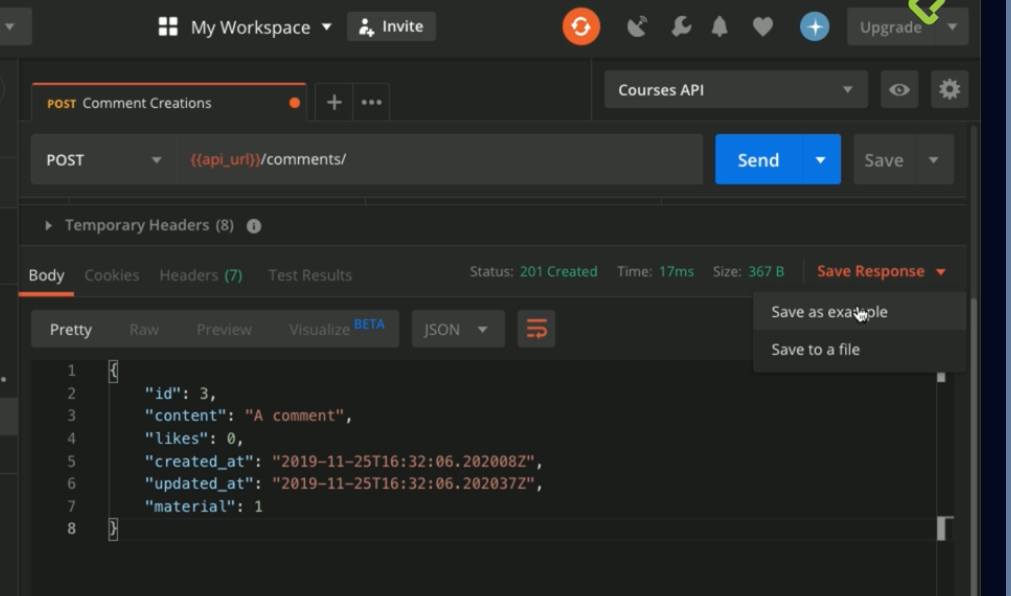 My Workspace Invite Upgrade
POST Comment Creations + ••• Courses API
POST {{api_url}}/comments/ Send Save
Temporary Headers (8)
Body Cookies Headers (7) Test Results Status: 201 Created Time: 17ms Size: 367 B Save Response
Save as example
Save to a file
Pretty Raw Preview Visualize BETA JSON
1 {
2 "id": 3,
3 "content": "A comment",
4 "likes": 0,
5 "created_at": "2019-11-25T16:32:06.202008Z",
6 "updated_at": "2019-11-25T16:32:06.202037Z",
7 "material": 1
8 }